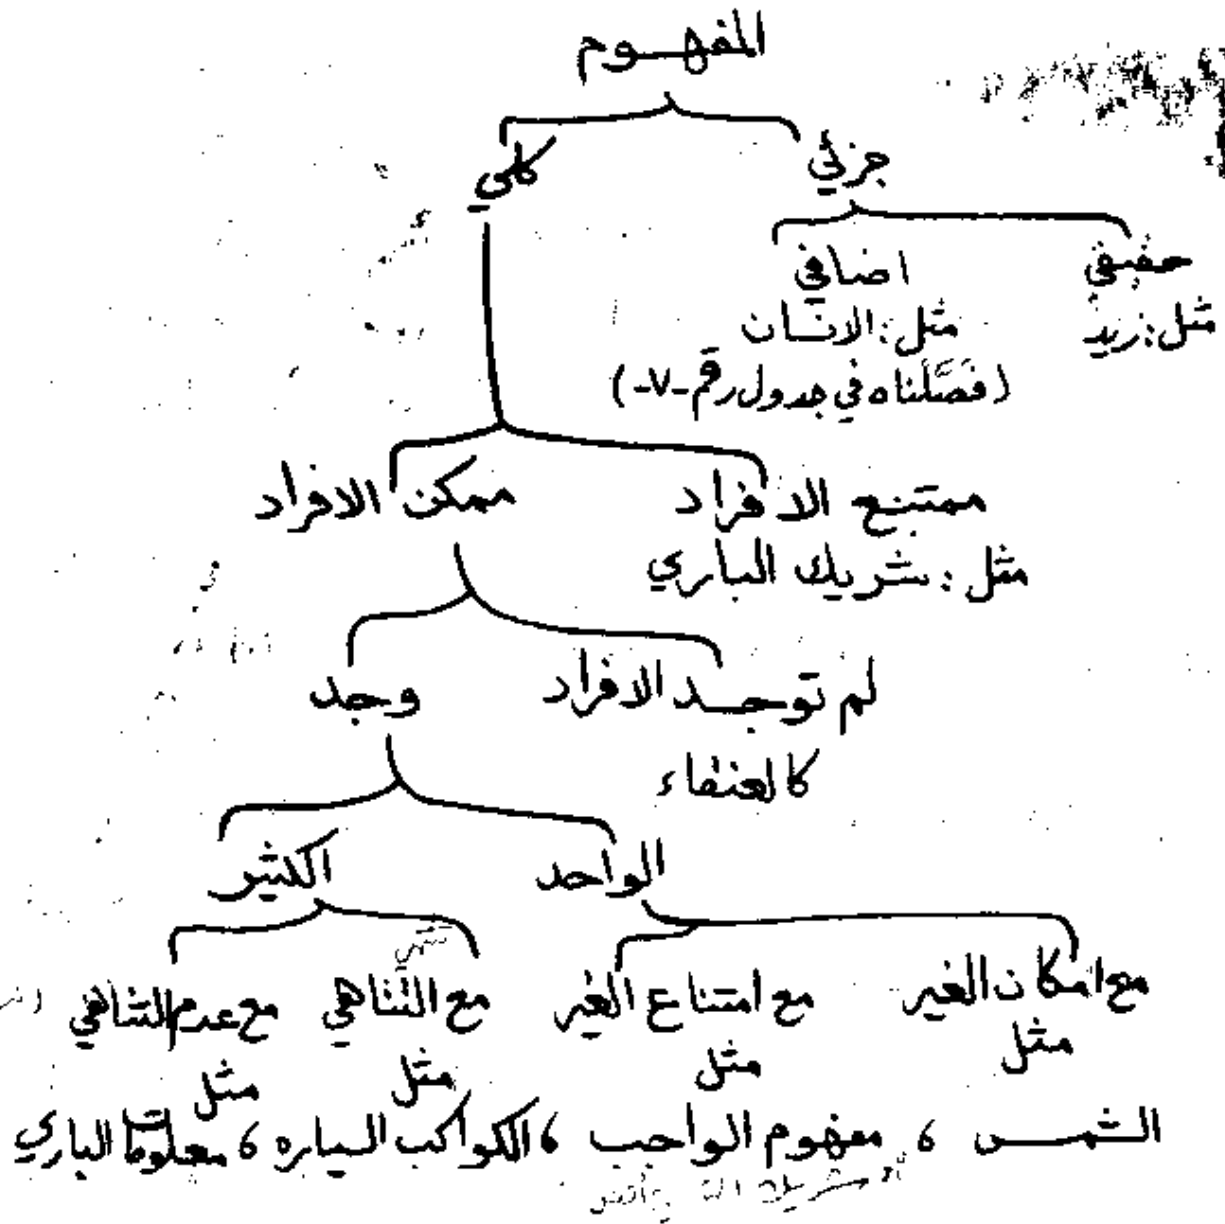 المفهوم
جزئي كلي
حقيقي اضافي
مثل: زيد مثل: الانسان
(فَصَّلناه في جدول رقم -٧-)
ممتنع الافراد ممكن الافراد
مثل: شريك الباري
لم توجد الافراد وجد
كالعنقاء
الواحد الكثير
مع امكان الغير مع امتناع الغير مع التناهي مع عدم التناهي
مثل مثل مثل مثل
الشمس ، مفهوم الواجب ، الكواكب السياره ، معلومات الباري